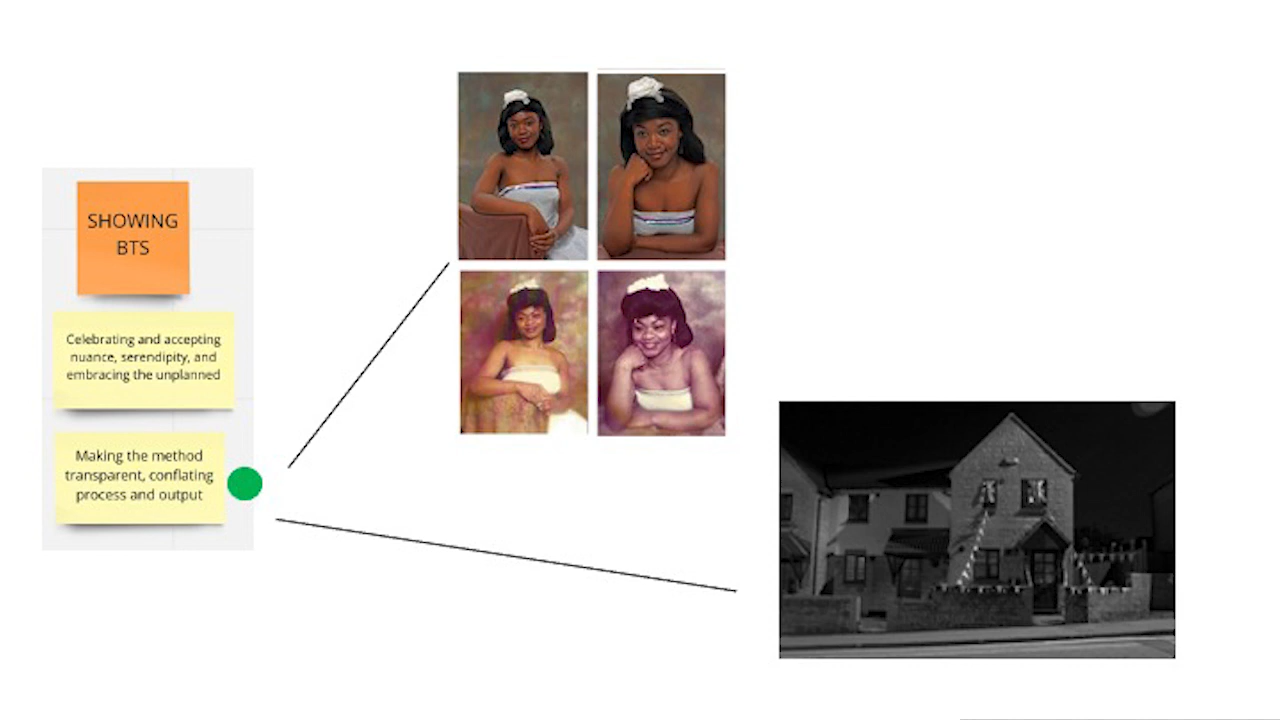 SHOWING
BTS
Celebrating and accepting
nuance, serendipity, and
embracing the unplanned
Making the method
transparent, conflating
process and output